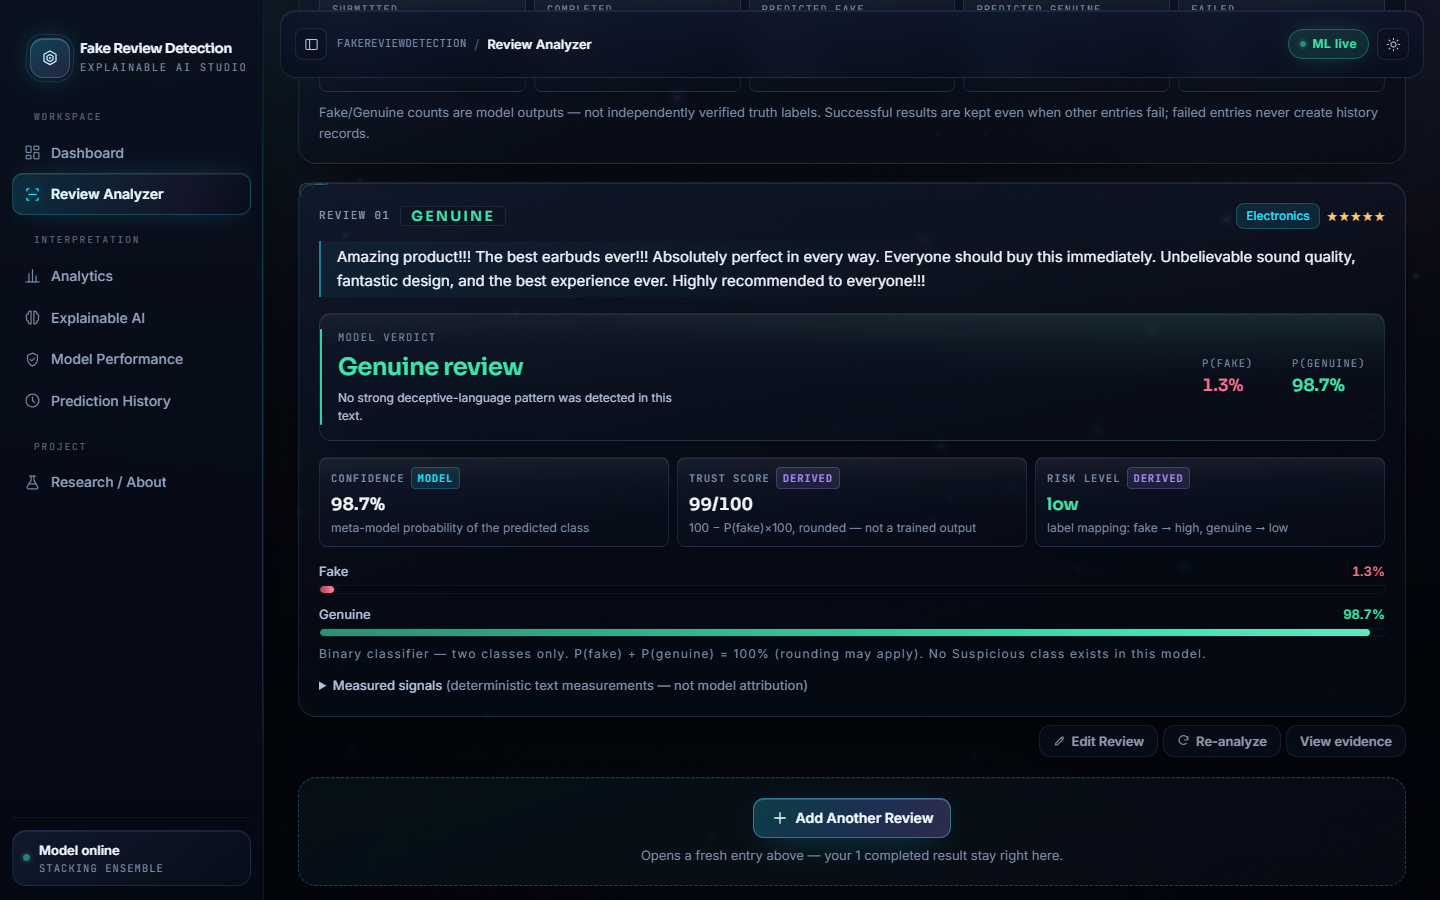 Fake Review Detection
EXPLAINABLE AI STUDIO
WORKSPACE
Dashboard
Review Analyzer
INTERPRETATION
Analytics
Explainable AI
Model Performance
Prediction History
PROJECT
Research / About
Model online
STACKING ENSEMBLE
SUBMITTED COMPLETED PREDICTED FAKE PREDICTED GENUINE FAILED
FAKEREVIEWDETECTION / Review Analyzer
ML live
Fake/Genuine counts are model outputs — not independently verified truth labels. Successful results are kept even when other entries fail; failed entries never create history
records.
REVIEW 01 GENUINE
Electronics ★★★★★
Amazing product!!! The best earbuds ever!!! Absolutely perfect in every way. Everyone should buy this immediately. Unbelievable sound quality,
fantastic design, and the best experience ever. Highly recommended to everyone!!!
MODEL VERDICT
Genuine review
No strong deceptive-language pattern was detected in this
text.
P(FAKE) P(GENUINE)
1.3% 98.7%
CONFIDENCE MODEL
98.7%
meta-model probability of the predicted class
TRUST SCORE DERIVED
99/100
100 − P(fake)×100, rounded — not a trained output
RISK LEVEL DERIVED
low
label mapping: fake → high, genuine → low
Fake 1.3%
Genuine 98.7%
Binary classifier — two classes only. P(fake) + P(genuine) = 100% (rounding may apply). No Suspicious class exists in this model.
▶ Measured signals (deterministic text measurements — not model attribution)
Edit Review Re-analyze View evidence
+ Add Another Review
Opens a fresh entry above — your 1 completed result stay right here.